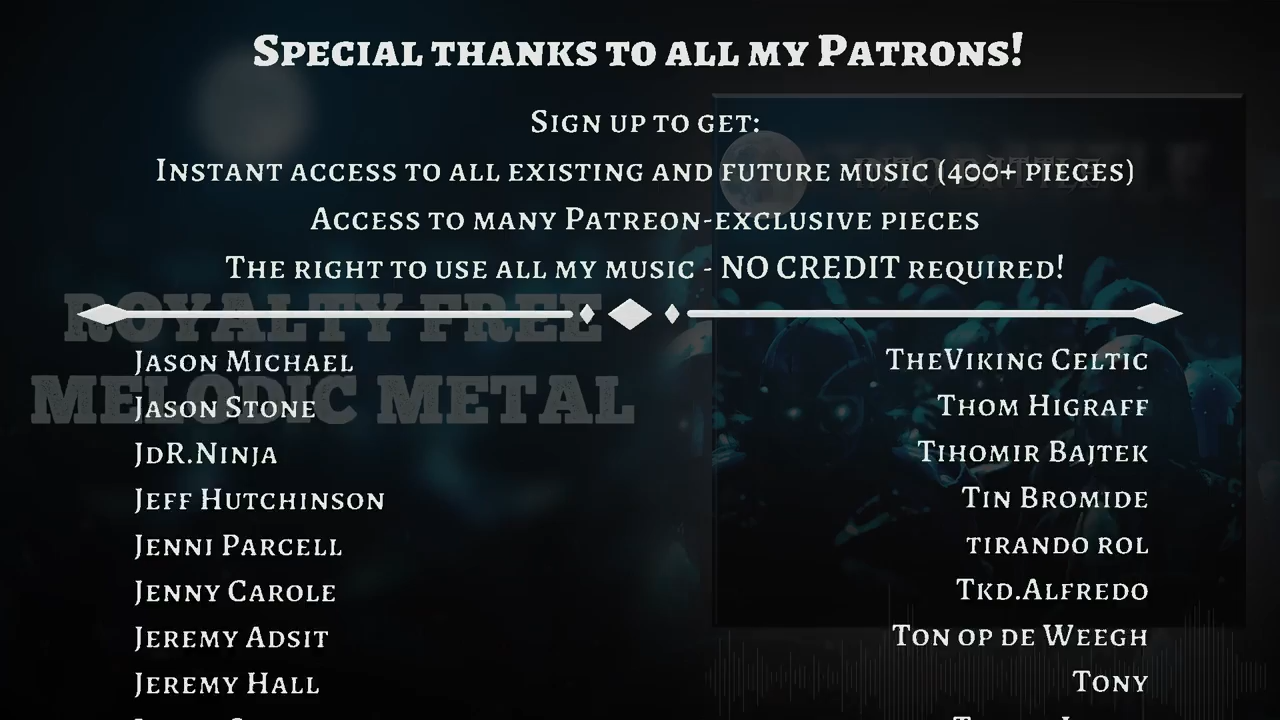 Special thanks to all my Patrons!
Sign up to get:
Instant access to all existing and future music (400+ pieces)
Access to many Patreon-exclusive pieces
The right to use all my music - NO CREDIT required!
ROYALTY FREE
MELODIC METAL
INTO BATTLE
Jason Michael
Jason Stone
JdR.Ninja
Jeff Hutchinson
Jenni Parcell
Jenny Carole
Jeremy Adsit
Jeremy Hall
TheViking Celtic
Thom Higraff
Tihomir Bajtek
Tin Bromide
tirando rol
Tkd.Alfredo
Ton op de Weegh
Tony